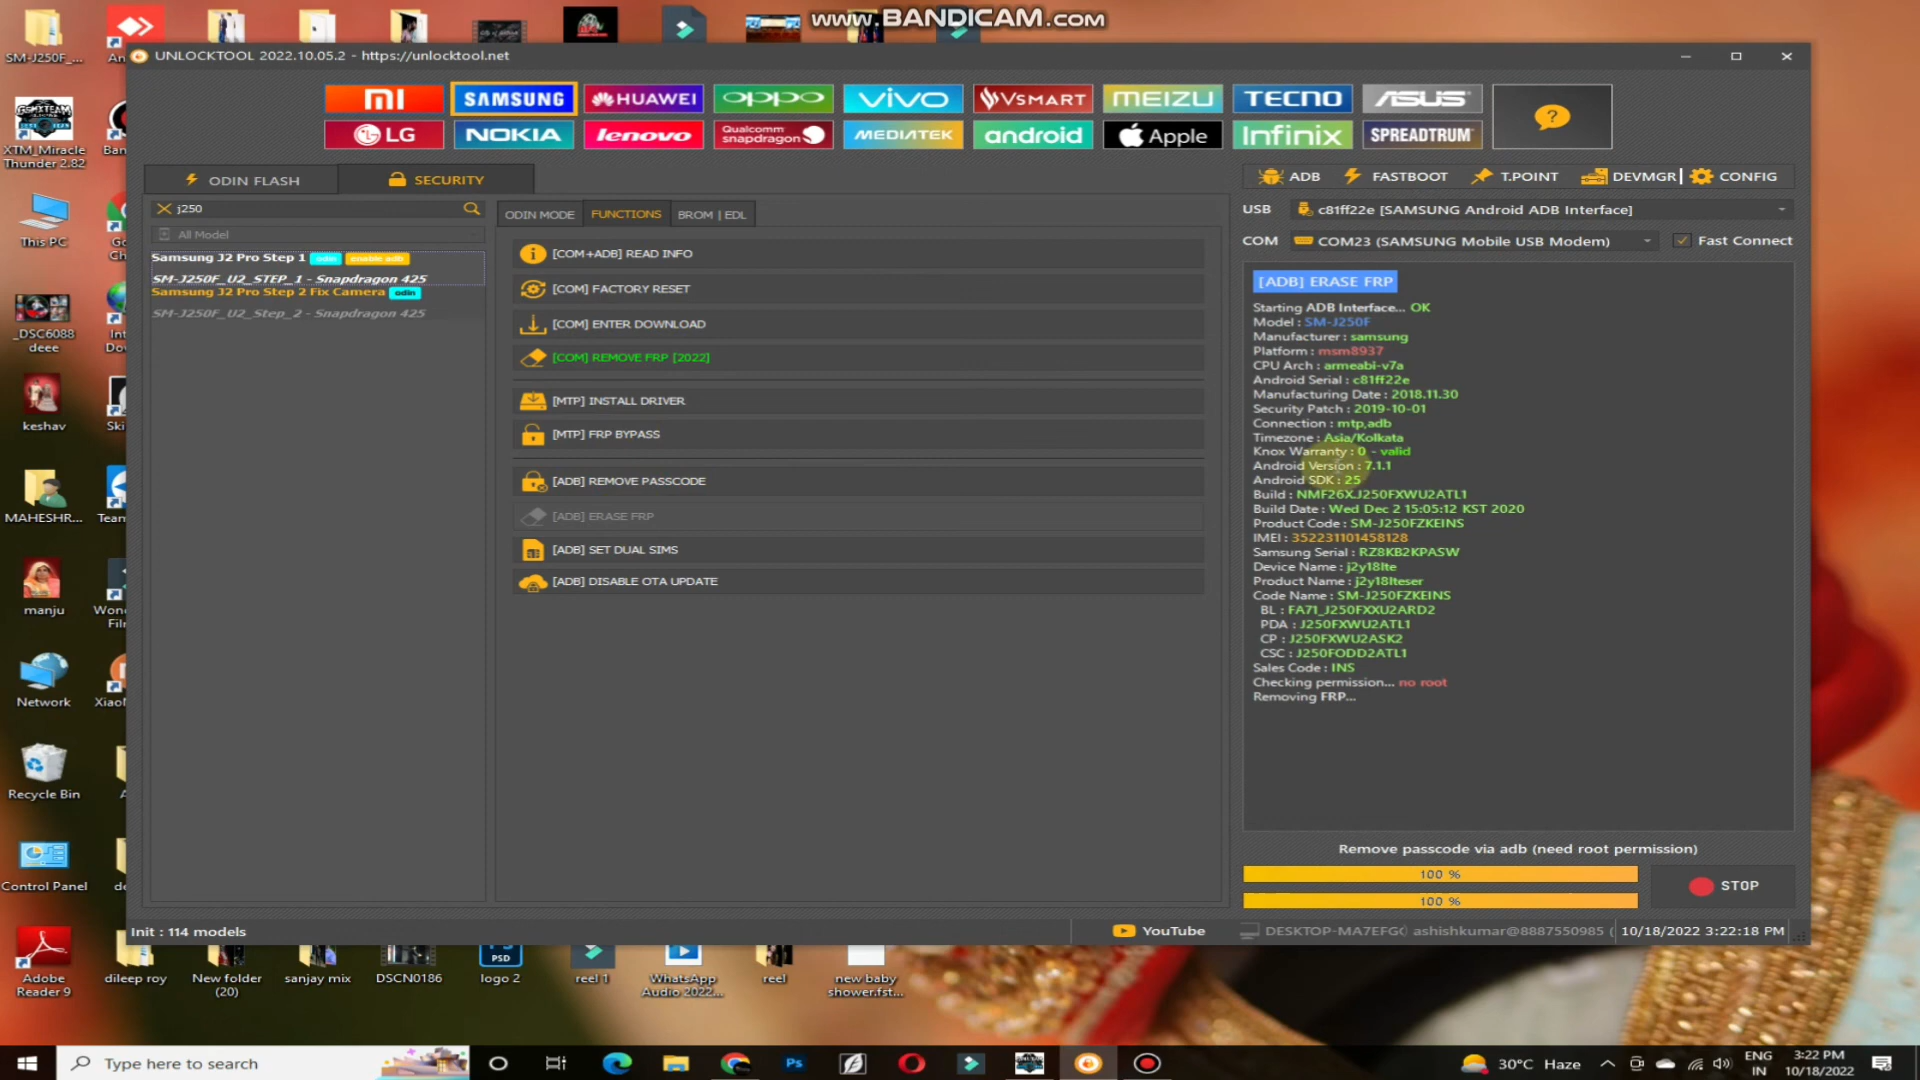 www.BANDICAM.com
SM-J250F_...
UNLOCKTOOL 2022.10.05.2 - https://unlocktool.net
mi
SAMSUNG
HUAWEI
oppo
vivo
VSMART
MEIZU
TECNO
ASUS
LG
NOKIA
lenovo
Qualcomm snapdragon
MEDIATEK
android
Apple
Infinix
SPREADTRUM
ODIN FLASH
SECURITY
ADB
FASTBOOT
T.POINT
DEVMGR
CONFIG
j250
All Model
Samsung J2 Pro Step 1 odin enable adb
SM-J250F_U2_STEP_1 - Snapdragon 425
Samsung J2 Pro Step 2 Fix Camera odin
SM-J250F_U2_Step_2 - Snapdragon 425
ODIN MODE
FUNCTIONS
BROM | EDL
[COM+ADB] READ INFO
[COM] FACTORY RESET
[COM] ENTER DOWNLOAD
[COM] REMOVE FRP [2022]
[MTP] INSTALL DRIVER
[MTP] FRP BYPASS
[ADB] REMOVE PASSCODE
[ADB] ERASE FRP
[ADB] SET DUAL SIMS
[ADB] DISABLE OTA UPDATE
USB c81ff22e [SAMSUNG Android ADB Interface]
COM COM23 (SAMSUNG Mobile USB Modem) Fast Connect
[ADB] ERASE FRP
Starting ADB Interface... OK
Model : SM-J250F
Manufacturer : samsung
Platform : msm8937
CPU Arch : armeabi-v7a
Android Serial : c81ff22e
Manufacturing Date : 2018.11.30
Security Patch : 2019-10-01
Connection : mtp,adb
Timezone : Asia/Kolkata
Knox Warranty : 0 - valid
Android Version : 7.1.1
Android SDK : 25
Build : NMF26X.J250FXWU2ATL1
Build Date : Wed Dec 2 15:05:12 KST 2020
Product Code : SM-J250FZKEINS
IMEI : 352231101458128
Samsung Serial : RZ8KB2KPASW
Device Name : j2y18lte
Product Name : j2y18lteser
Code Name : SM-J250FZKEINS
BL : FA71_J250FXXU2ARD2
PDA : J250FXWU2ATL1
CP : J250FXWU2ASK2
CSC : J250FODD2ATL1
Sales Code : INS
Checking permission... no root
Removing FRP...
Remove passcode via adb (need root permission)
100 %
100 %
STOP
Init : 114 models
YouTube
DESKTOP-MA7EFG
ashishkumar@8887550985 (
10/18/2022 3:22:18 PM
XTM_Miracle
Thunder 2.82
This PC
_DSC6088
deee
keshav
MAHESHR...
manju
Network
Recycle Bin
Control Panel
Adobe
Reader 9
dileep roy
New folder
(20)
sanjay mix
DSCN0186
PSD
logo 2
reel 1
WhatsApp
Audio 2022...
reel
new baby
shower.fst...
Type here to search
Ps
30°C Haze
ENG
IN
3:22 PM
10/18/2022